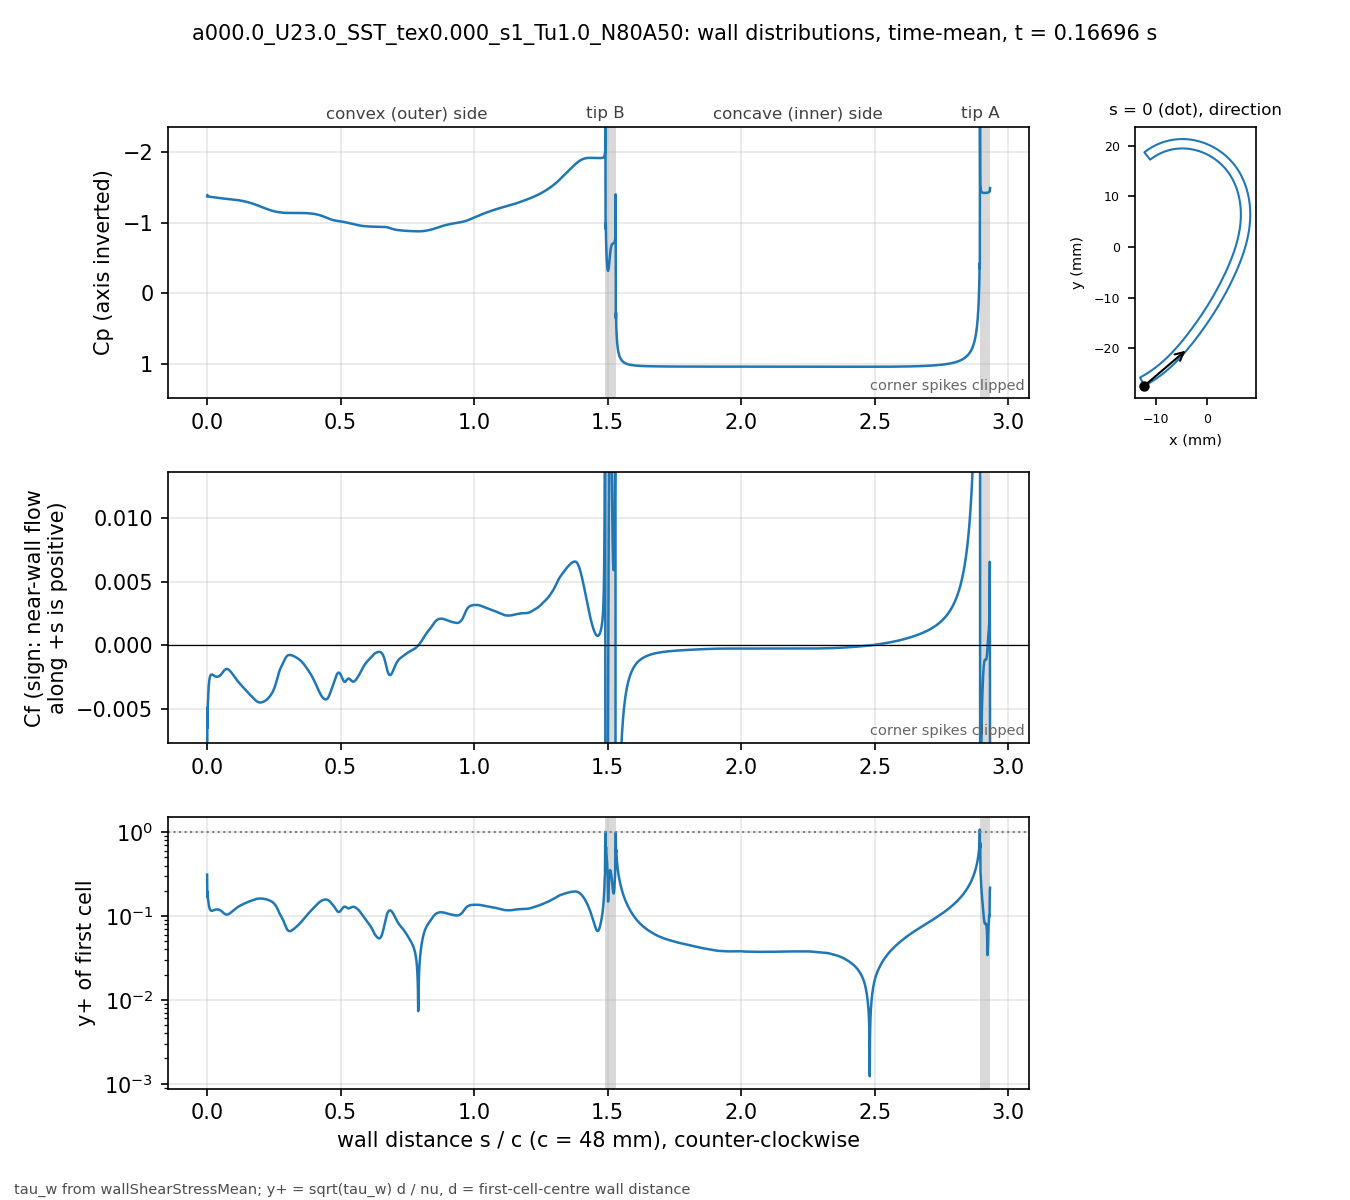 a000.0_U23.0_SST_tex0.000_s1_Tu1.0_N80A50: wall distributions, time-mean, t = 0.16696 s
convex (outer) side
tip B
concave (inner) side
tip A
s = 0 (dot), direction
Cp (axis inverted)
−2
−1
0
1
corner spikes clipped
0.0
0.5
1.0
1.5
2.0
2.5
3.0
y (mm)
20
10
0
−10
−20
−10
0
x (mm)
Cf (sign: near-wall flow
along +s is positive)
0.010
0.005
0.000
−0.005
corner spikes clipped
0.0
0.5
1.0
1.5
2.0
2.5
3.0
y+ of first cell
10⁰
10⁻¹
10⁻²
10⁻³
0.0
0.5
1.0
1.5
2.0
2.5
3.0
wall distance s / c (c = 48 mm), counter-clockwise
tau_w from wallShearStressMean; y+ = sqrt(tau_w) d / nu, d = first-cell-centre wall distance